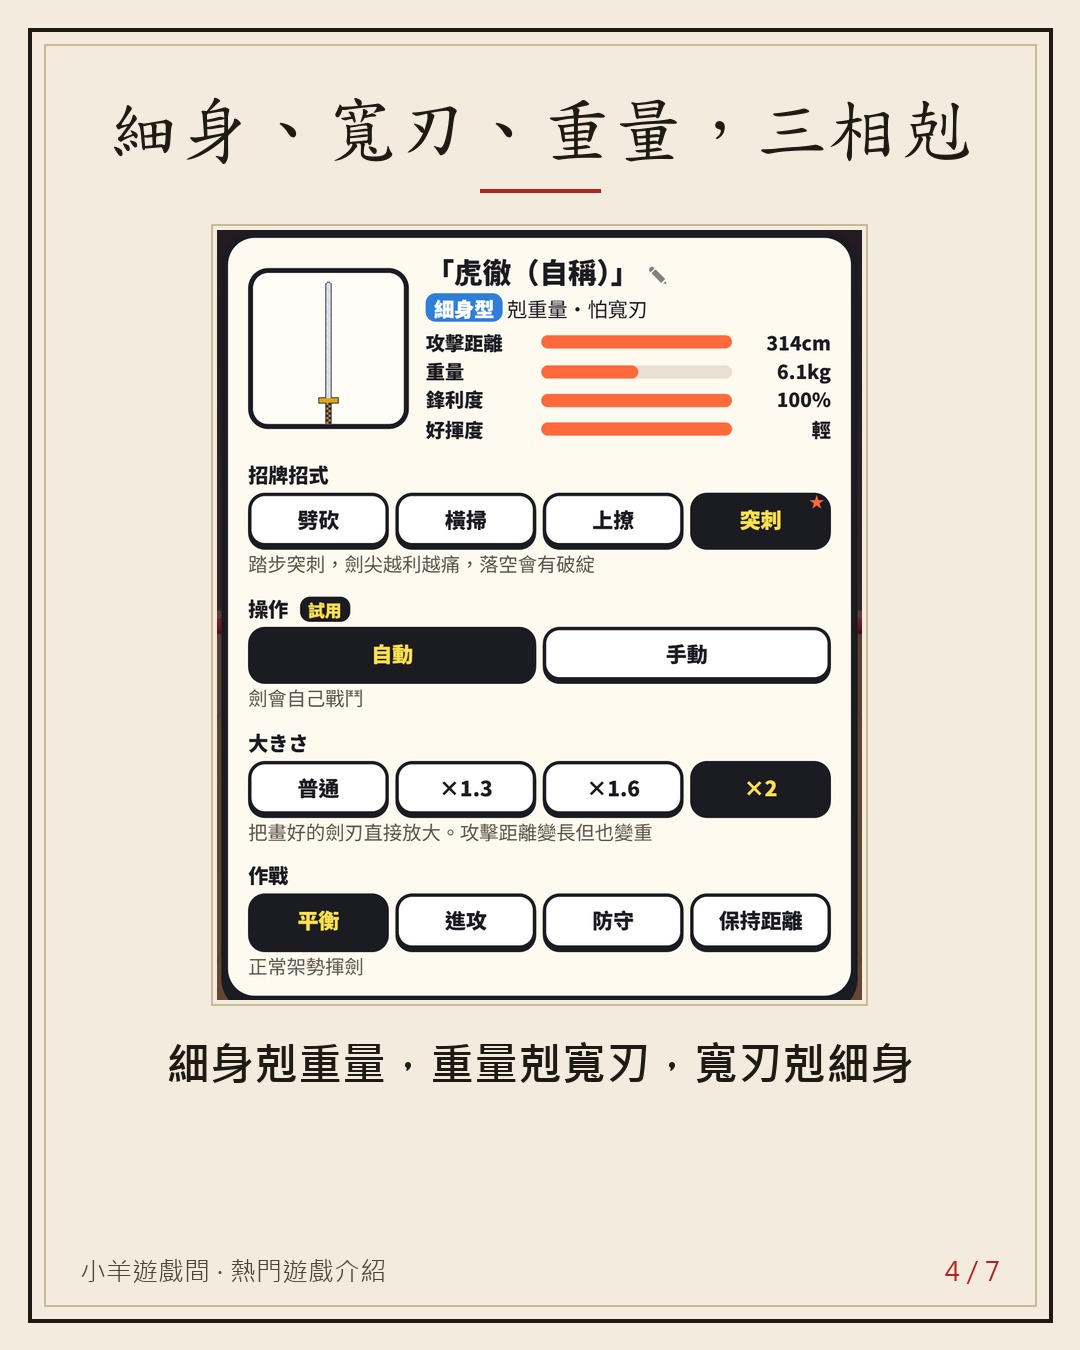 細身、寬刃、重量，三相剋
「虎徹（自稱）」
細身型 剋重量・怕寬刃
攻擊距離 314cm
重量 6.1kg
鋒利度 100%
好揮度 輕
招牌招式
劈砍 橫掃 上撩 突刺
踏步突刺，劍尖越利越痛，落空會有破綻
操作 試用
自動 手動
劍會自己戰鬥
大きさ
普通 ×1.3 ×1.6 ×2
把畫好的劍刃直接放大。攻擊距離變長但也變重
作戰
平衡 進攻 防守 保持距離
正常架勢揮劍
細身剋重量，重量剋寬刃，寬刃剋細身
小羊遊戲間 · 熱門遊戲介紹
4 / 7